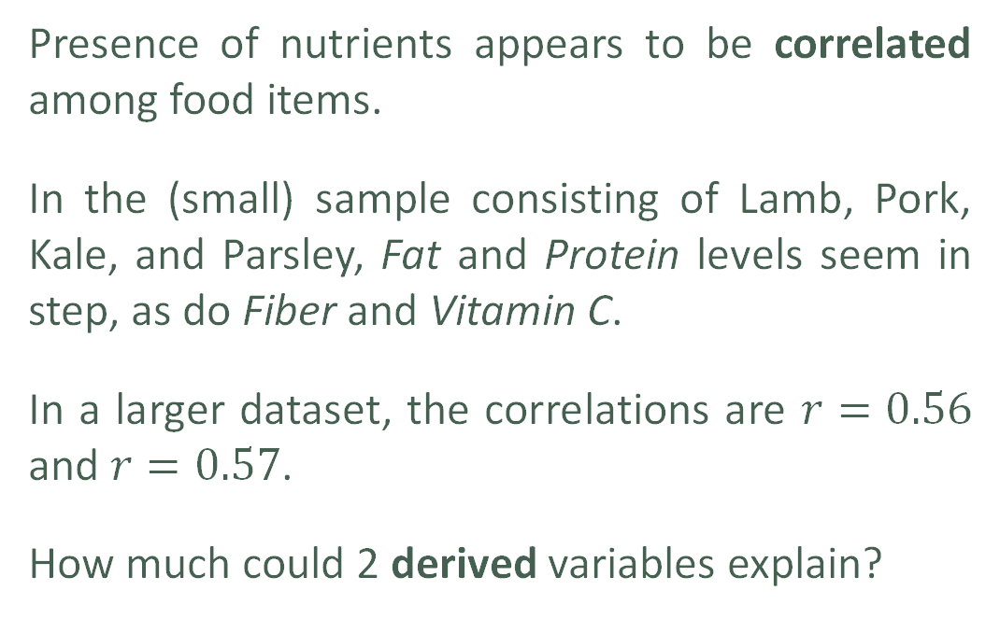 Presence of nutrients appears to be correlated
among food items.
In the (small) sample consisting of Lamb, Pork,
Kale, and Parsley, Fat and Protein levels seem in
step, as do Fiber and Vitamin C.
In a larger dataset, the correlations are r = 0.56
and r = 0.57.
How much could 2 derived variables explain?